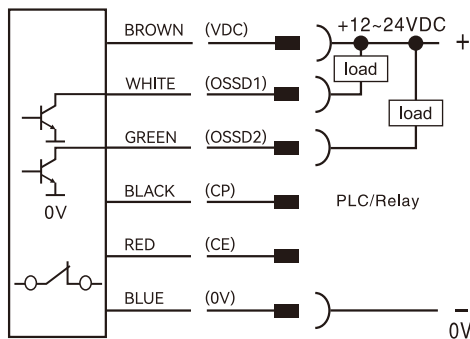 BROWN (VDC) +12~24VDC +
WHITE (OSSD1) load
load
GREEN (OSSD2)
BLACK (CP) PLC/Relay
0V
RED (CE)
BLUE (0V) −
0V